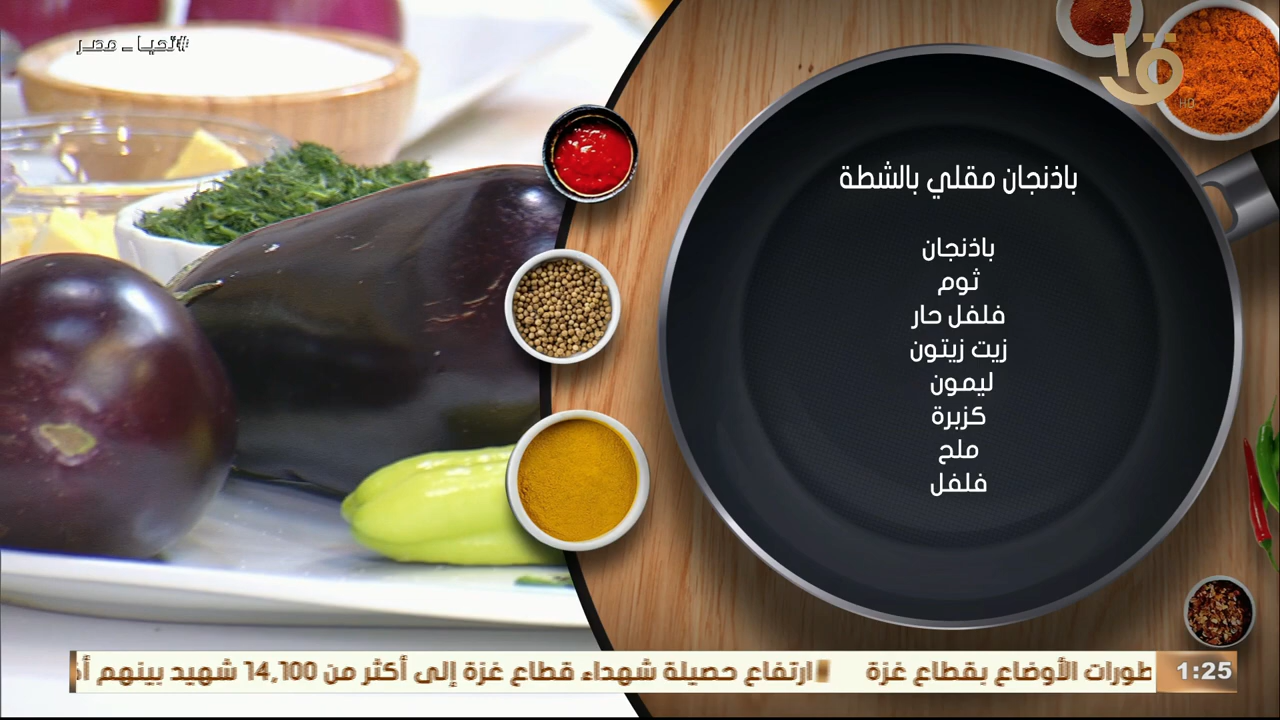 #تحيا_مصر
HD
باذنجان مقلي بالشطة
باذنجان
ثوم
فلفل حار
زيت زيتون
ليمون
كزبرة
ملح
فلفل
1:25
طورات الأوضاع بقطاع غزة
ارتفاع حصيلة شهداء قطاع غزة إلى أكثر من 14,100 شهيد بينهم